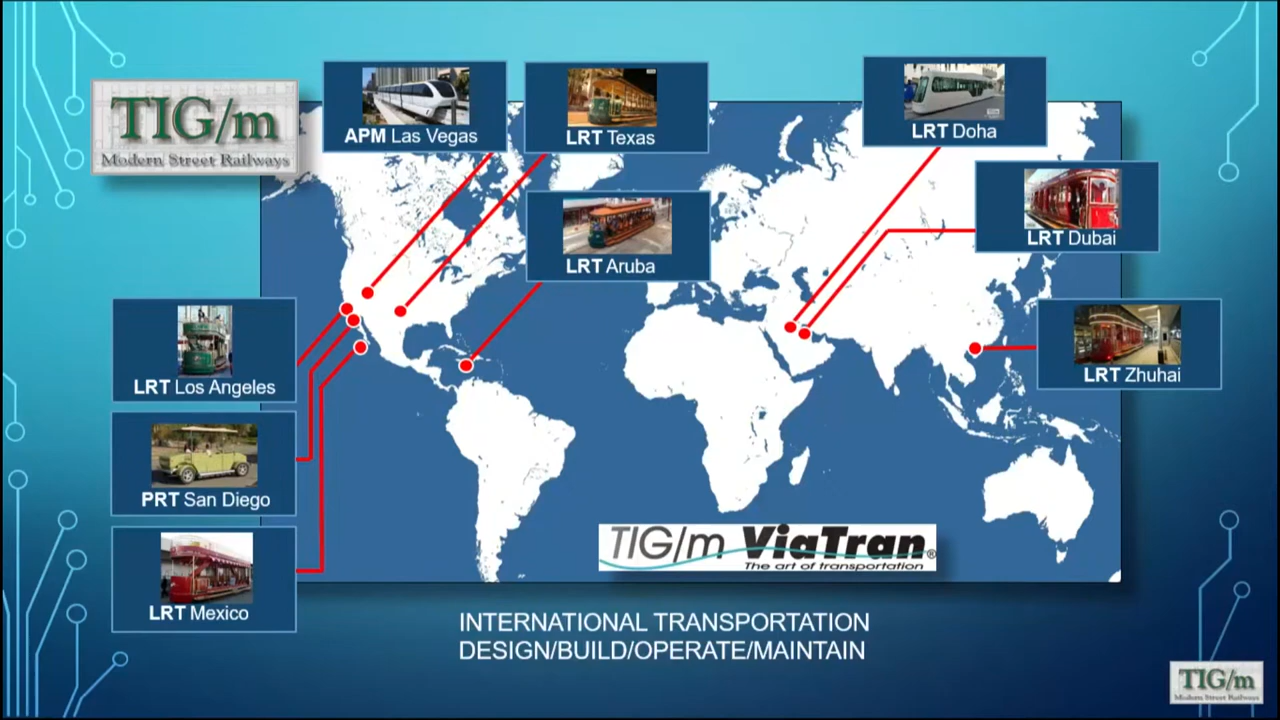 TIG/m
Modern Street Railways
APM Las Vegas
LRT Texas
LRT Doha
LRT Dubai
LRT Aruba
LRT Los Angeles
LRT Zhuhai
PRT San Diego
LRT Mexico
TIG/m ViaTran®
The art of transportation
INTERNATIONAL TRANSPORTATION
DESIGN/BUILD/OPERATE/MAINTAIN
TIG/m
Modern Street Railways